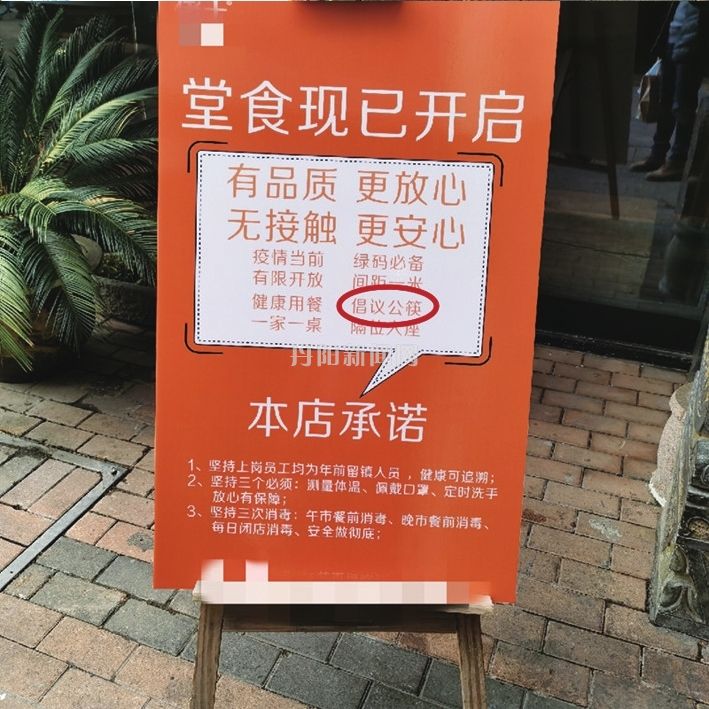 堂食现已开启
有品质 更放心
无接触 更安心
疫情当前 绿码必备
有限开放 间距一米
健康用餐 倡议公筷
一家一桌 隔位入座
丹阳新闻网
本店承诺
1、坚持上岗员工均为年前留镇人员，健康可追溯；
2、坚持三个必须：测量体温、佩戴口罩、定时洗手
放心有保障；
3、坚持三次消毒：午市餐前消毒、晚市餐前消毒、
每日闭店消毒、安全做彻底；